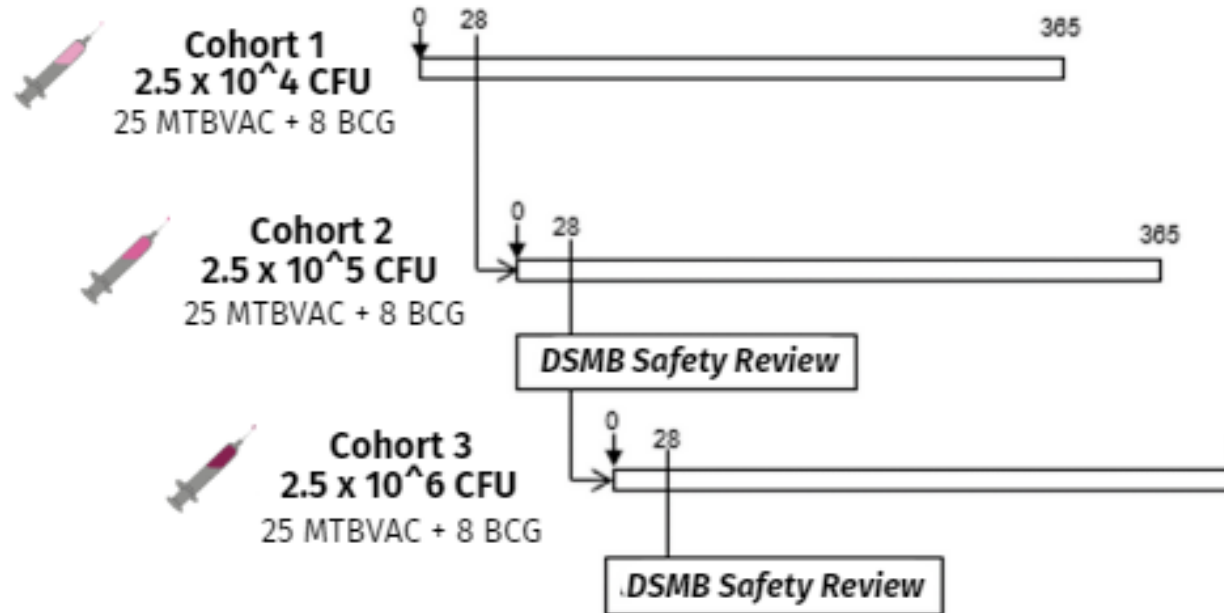 0 28 365
Cohort 1
2.5 x 10^4 CFU
25 MTBVAC + 8 BCG
0 28 365
Cohort 2
2.5 x 10^5 CFU
25 MTBVAC + 8 BCG
DSMB Safety Review
0 28
Cohort 3
2.5 x 10^6 CFU
25 MTBVAC + 8 BCG
DSMB Safety Review